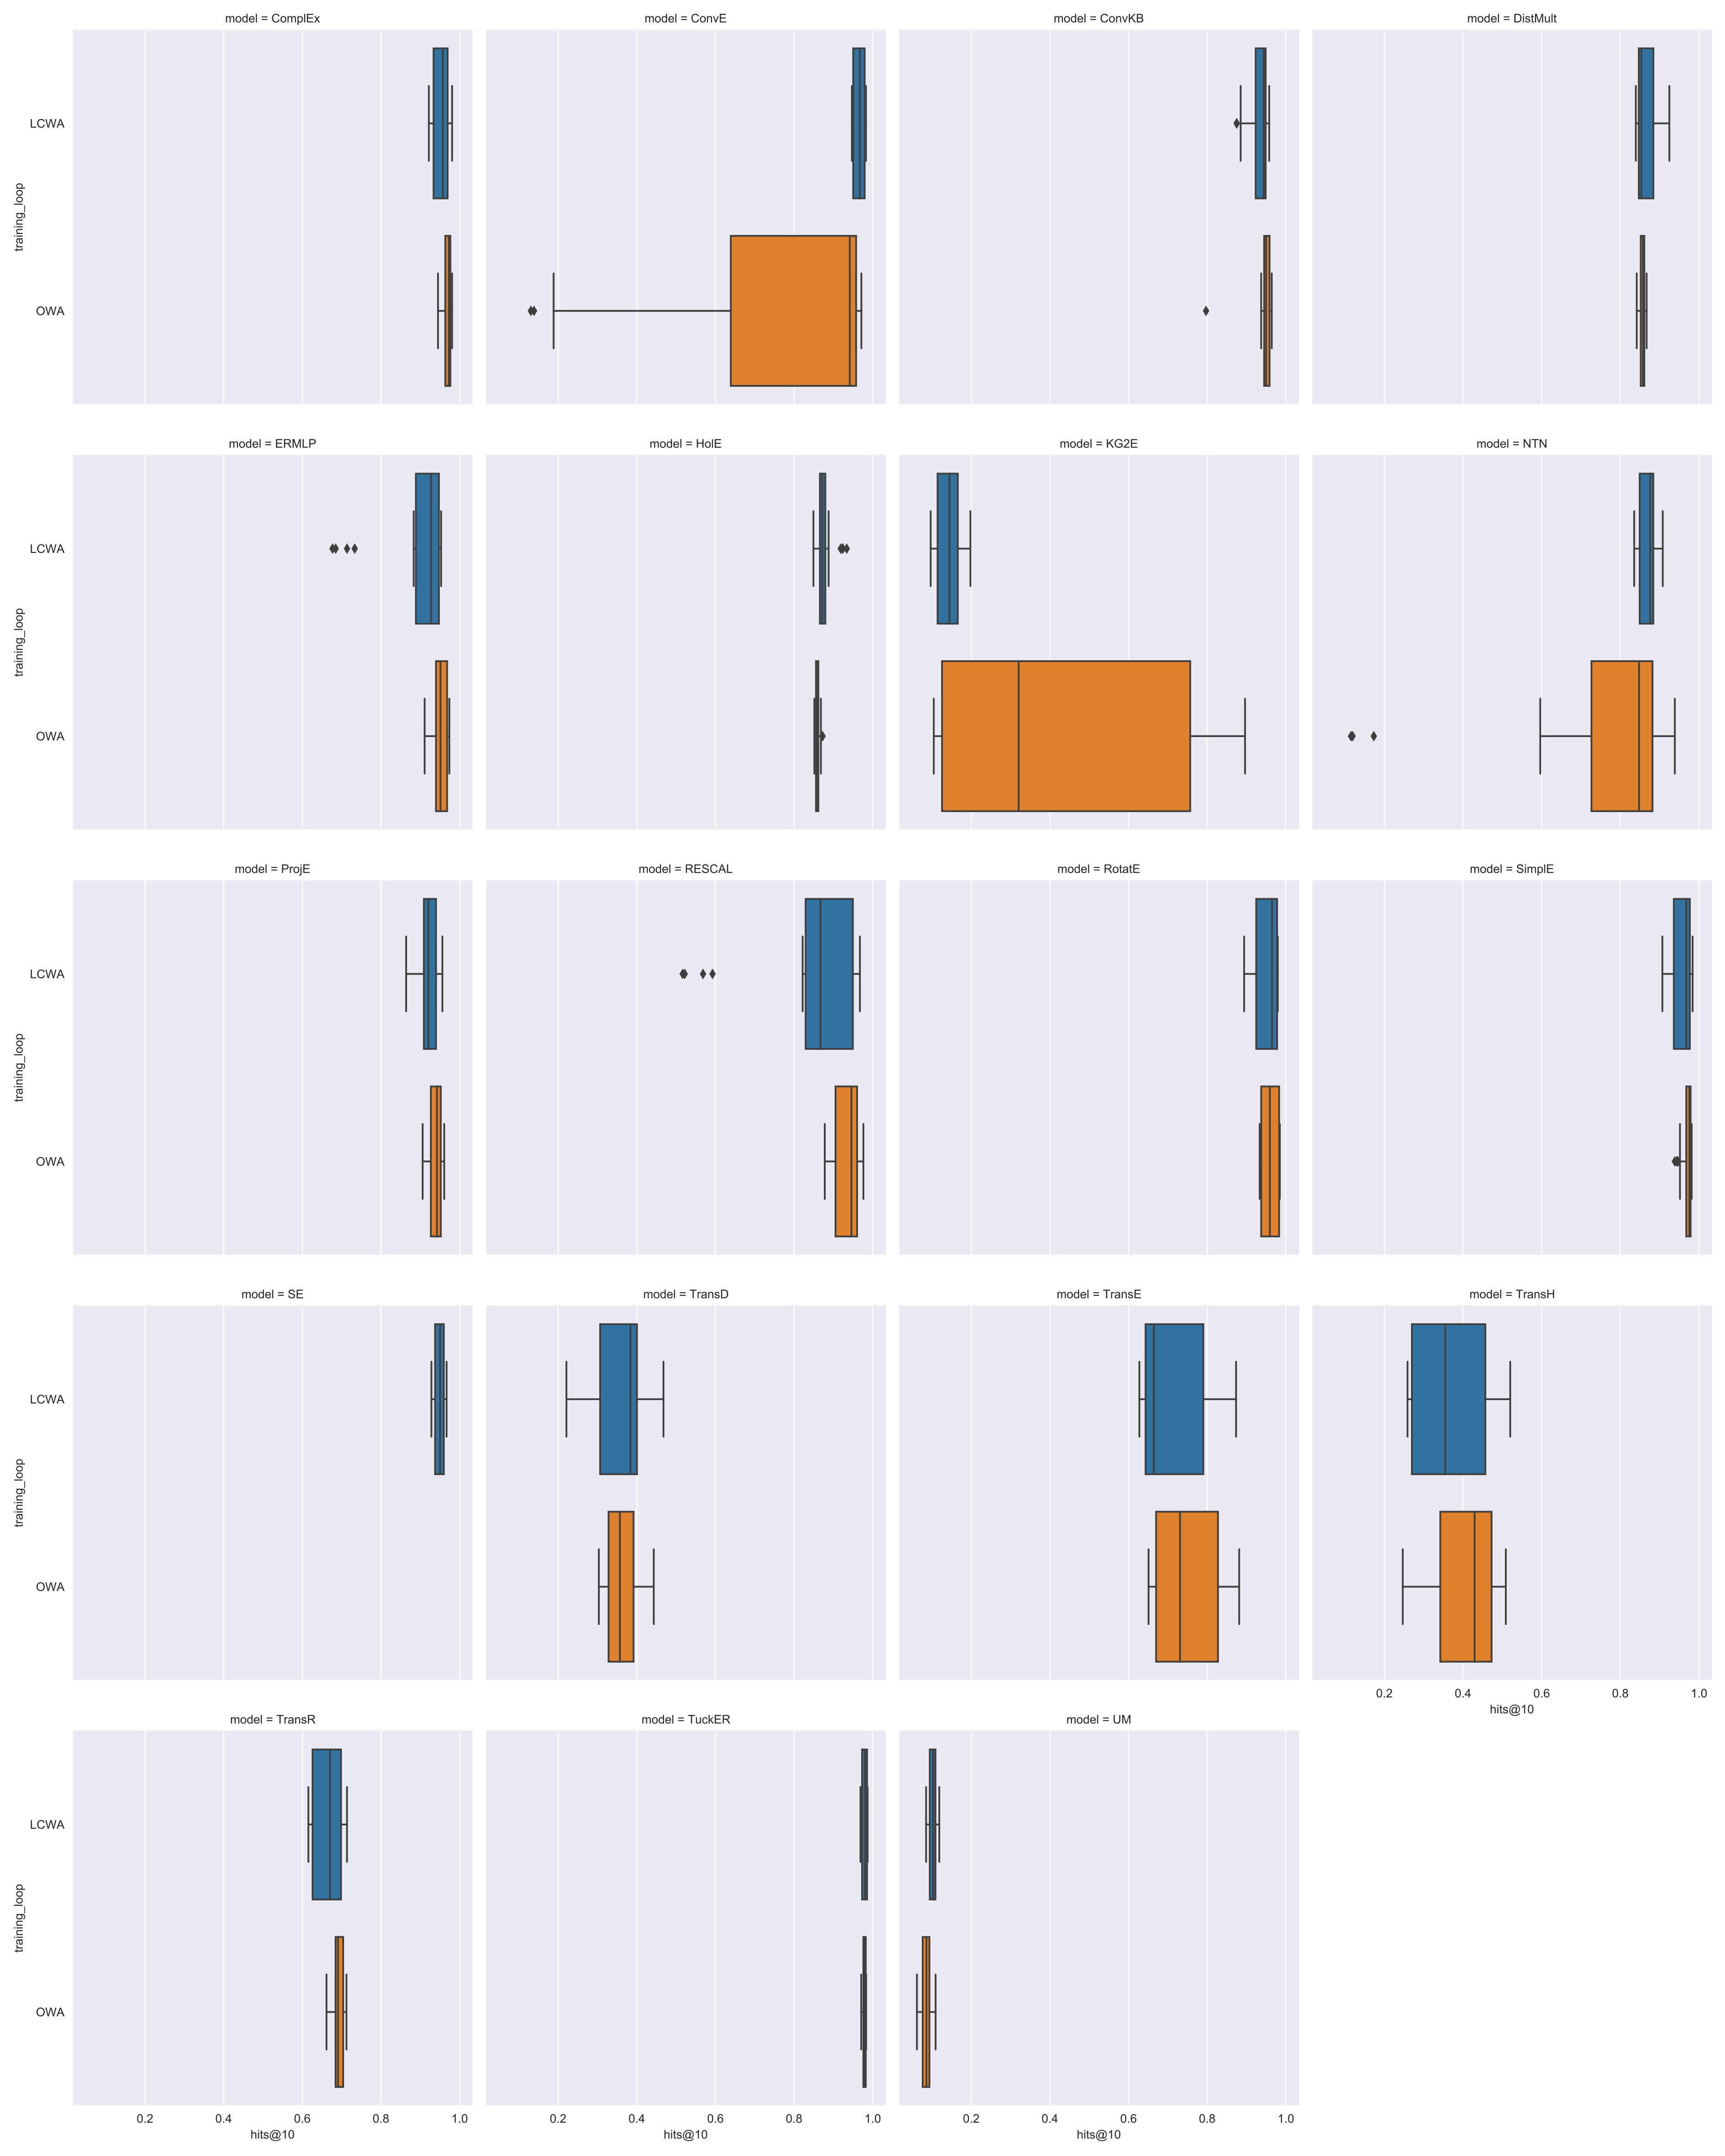 model = ComplEx model = ConvE model = ConvKB model = DistMult
LCWA
training_loop
OWA
model = ERMLP model = HolE model = KG2E model = NTN
LCWA
training_loop
OWA
model = ProjE model = RESCAL model = RotatE model = SimplE
LCWA
training_loop
OWA
model = SE model = TransD model = TransE model = TransH
LCWA
training_loop
OWA
0.2 0.4 0.6 0.8 1.0
hits@10
model = TransR model = TuckER model = UM
LCWA
training_loop
OWA
0.2 0.4 0.6 0.8 1.0 0.2 0.4 0.6 0.8 1.0 0.2 0.4 0.6 0.8 1.0
hits@10 hits@10 hits@10